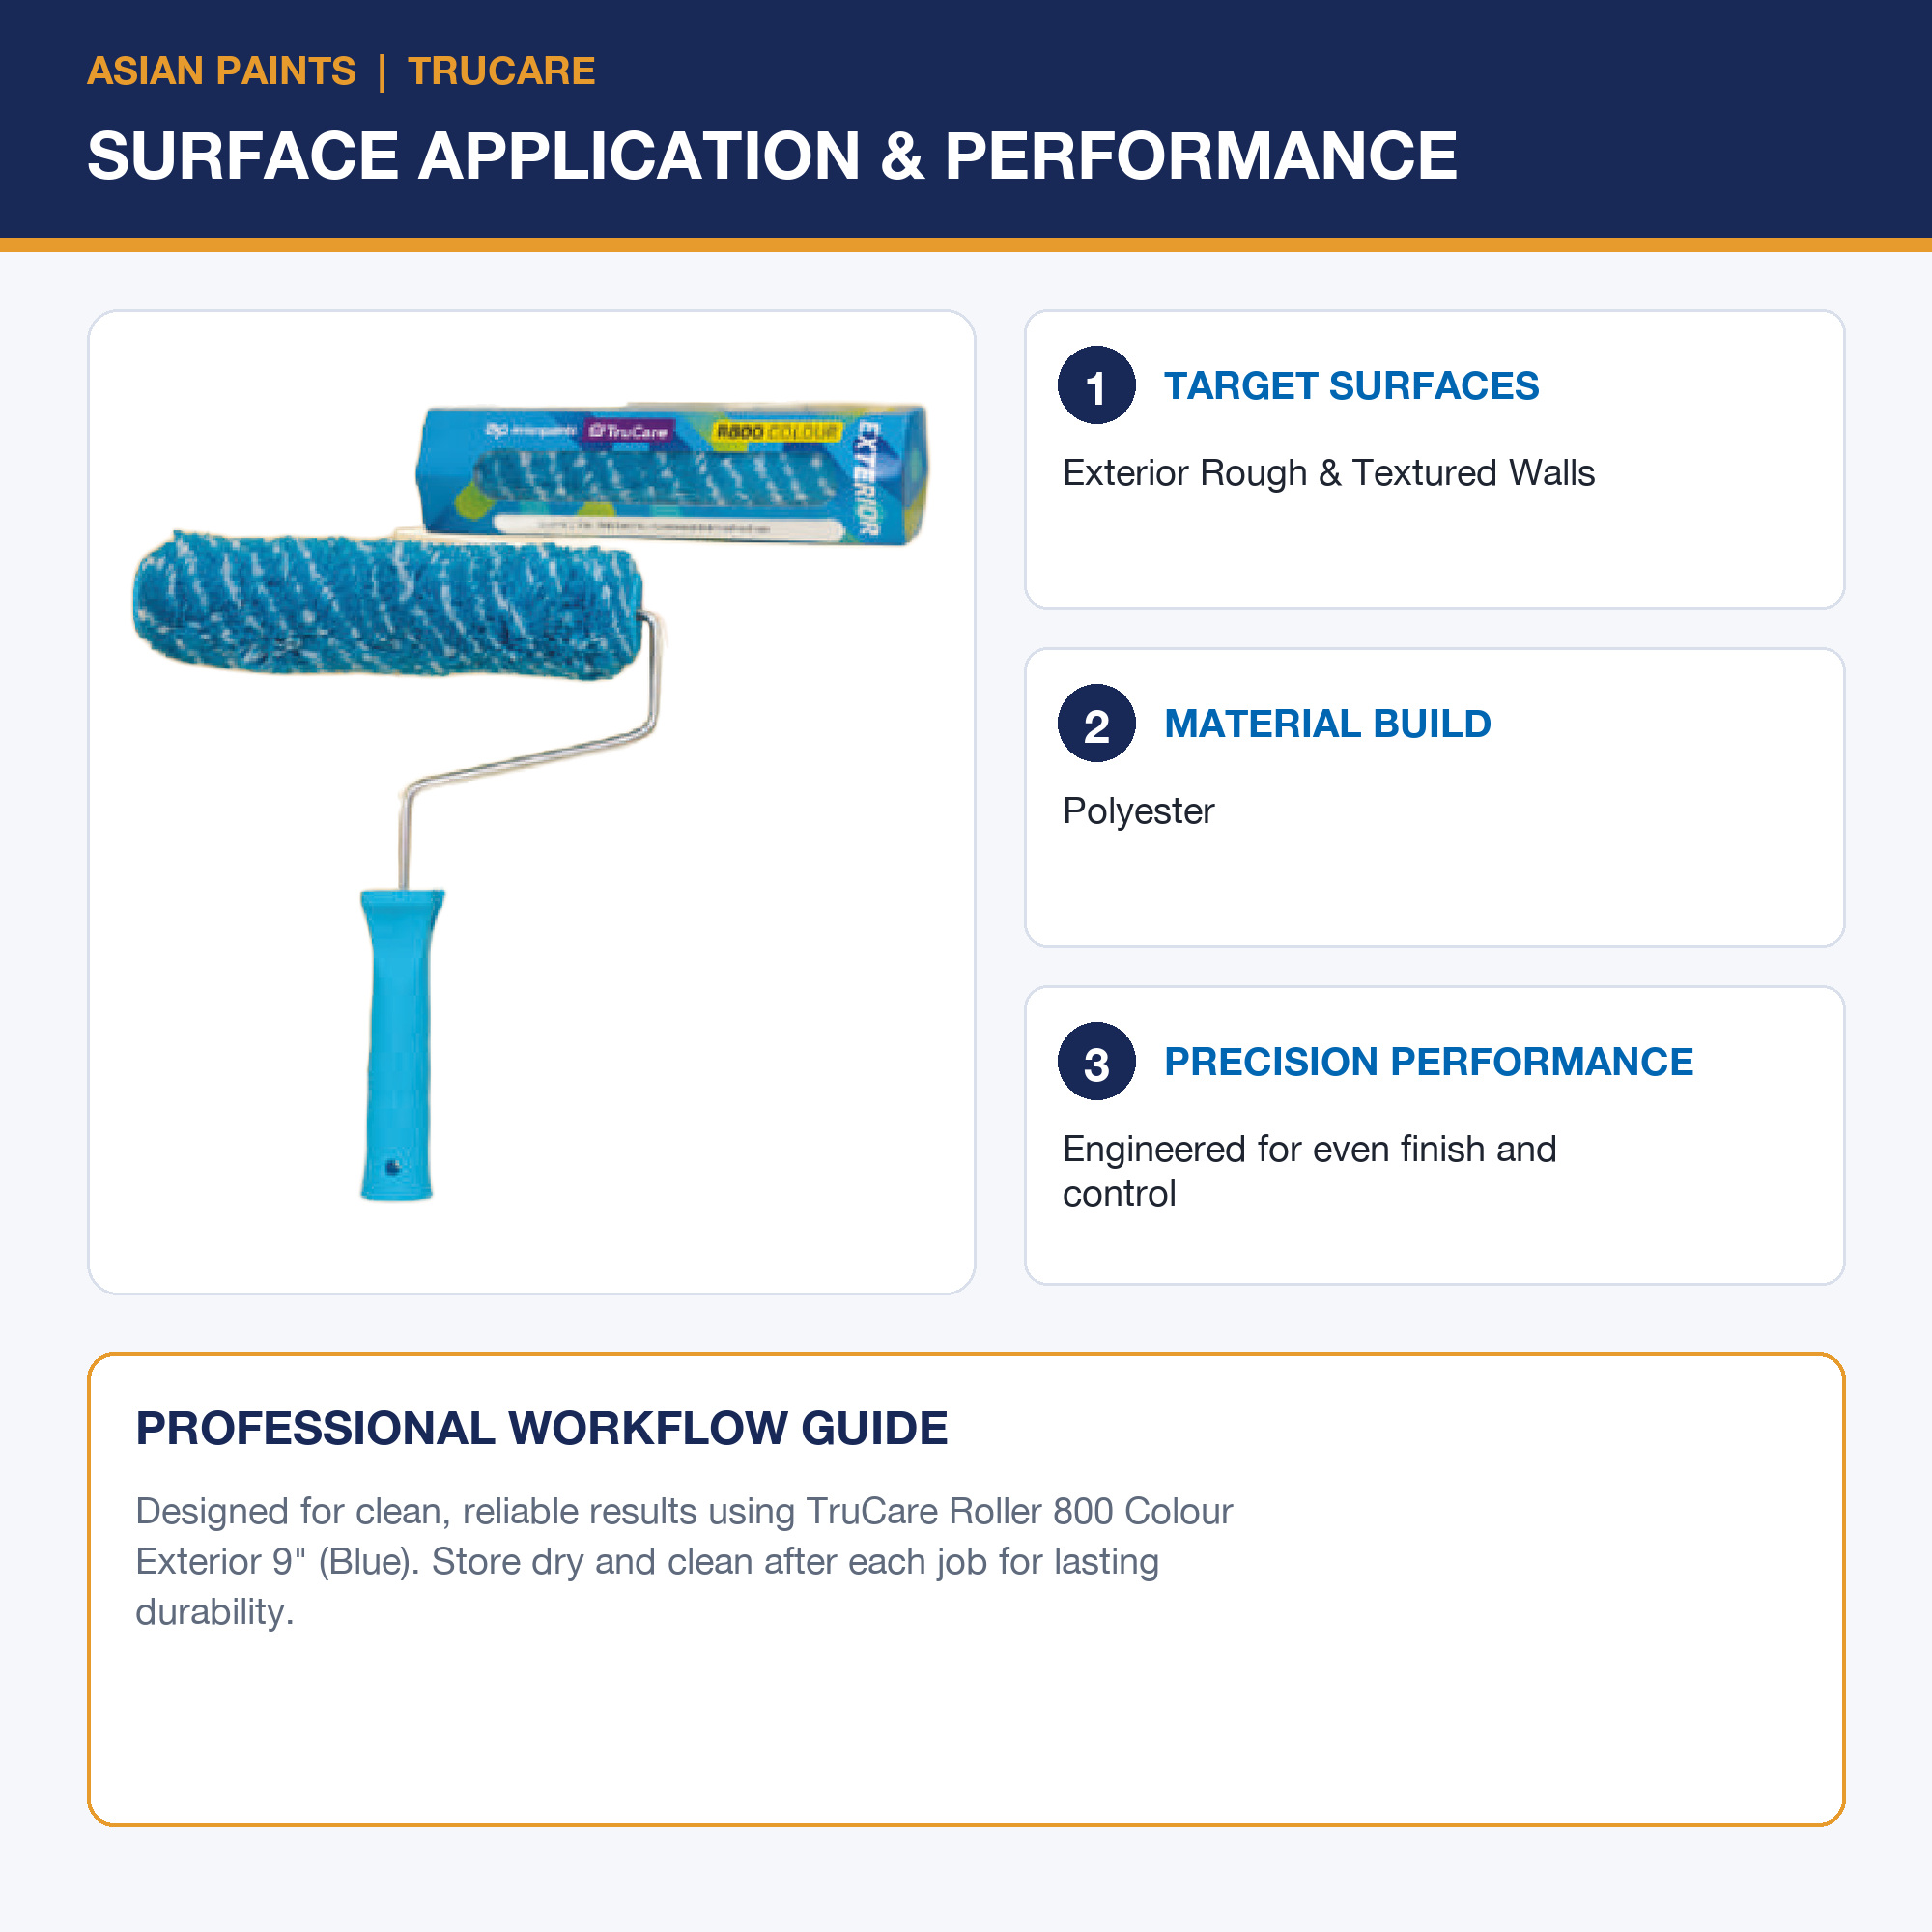 ASIAN PAINTS | TRUCARE
SURFACE APPLICATION & PERFORMANCE
TruCare
R800 COLOUR
EXTERIOR
1 TARGET SURFACES
Exterior Rough & Textured Walls
2 MATERIAL BUILD
Polyester
3 PRECISION PERFORMANCE
Engineered for even finish and
control
PROFESSIONAL WORKFLOW GUIDE
Designed for clean, reliable results using TruCare Roller 800 Colour
Exterior 9" (Blue). Store dry and clean after each job for lasting
durability.